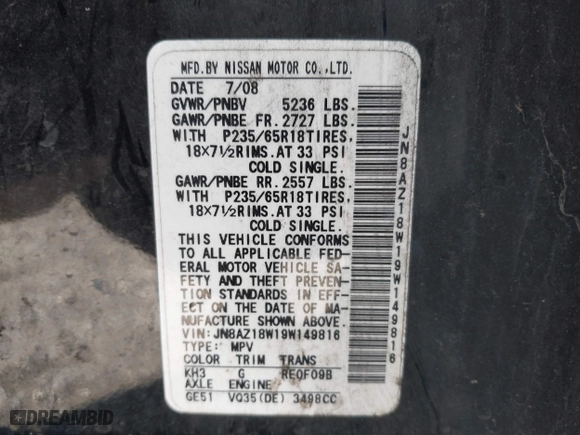 MFD.BY NISSAN MOTOR CO.,LTD.
DATE 7/08
GVWR/PNBV 5236 LBS.
GAWR/PNBE FR. 2727 LBS.
WITH P235/65R18TIRES,
18×7½RIMS.AT 33 PSI
COLD SINGLE.
GAWR/PNBE RR. 2557 LBS.
WITH P235/65R18TIRES,
18×7½RIMS.AT 33 PSI
COLD SINGLE.
THIS VEHICLE CONFORMS
TO ALL APPLICABLE FED-
ERAL MOTOR VEHICLE SA-
FETY AND THEFT PREVEN-
TION STANDARDS IN EFF-
ECT ON THE DATE OF MA-
NUFACTURE SHOWN ABOVE.
VIN:JN8AZ18W19W149816
TYPE: MPV
COLOR TRIM TRANS
KH3 G RE0F09B
AXLE ENGINE
GE51 VQ35(DE) 3498CC
JN8AZ18W19W149816
DREAMBID.COM